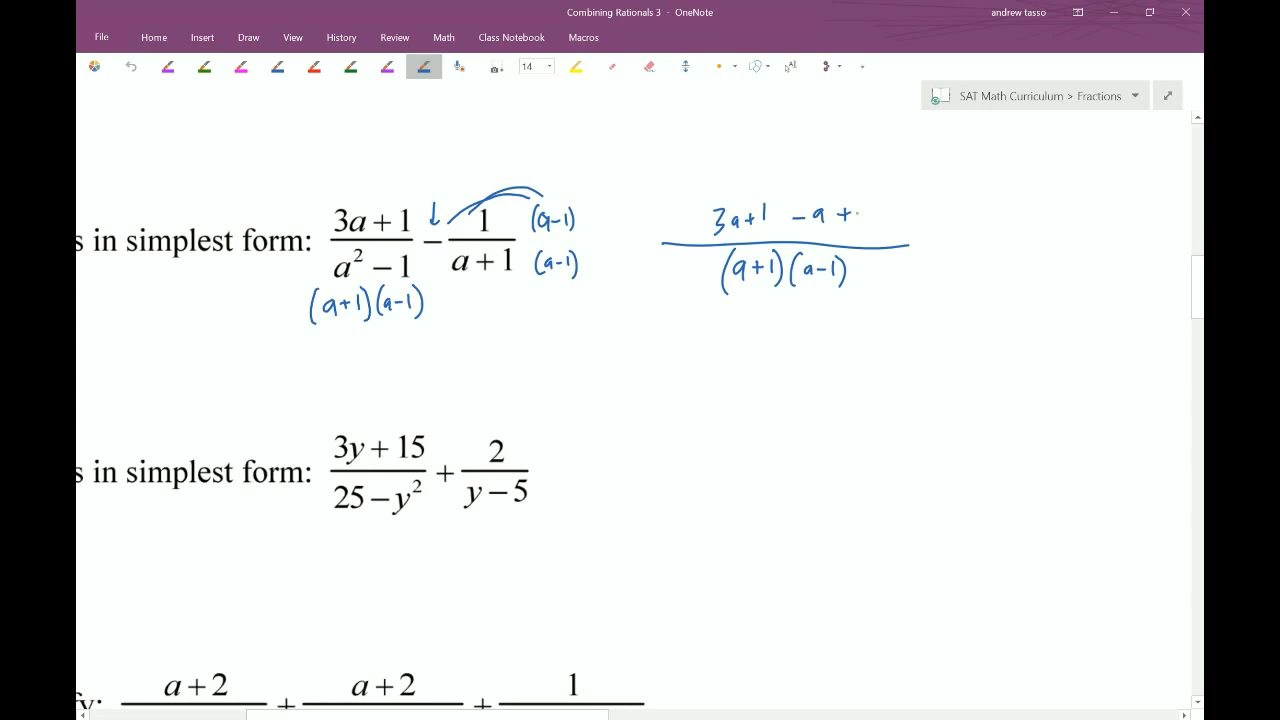 Combining Rationals 3 - OneNote
andrew tasso
File Home Insert Draw View History Review Math Class Notebook Macros
14
SAT Math Curriculum > Fractions
s in simplest form: (3a + 1)/(a² − 1) − 1/(a + 1) (a-1)/(a-1)
(a+1)(a-1)
3a+1 - a +
(a+1)(a-1)
s in simplest form: (3y + 15)/(25 − y²) + 2/(y − 5)
fy: a + 2 + a + 2 + 1